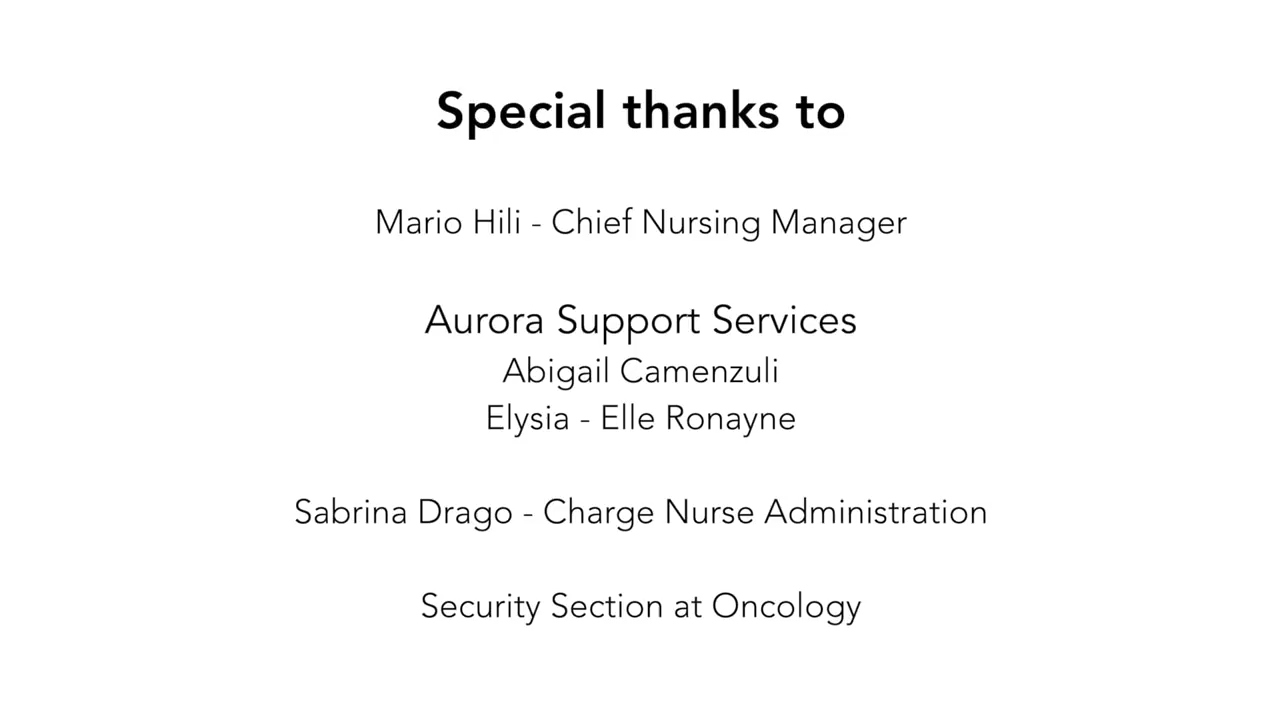 Special thanks to
Mario Hili - Chief Nursing Manager
Aurora Support Services
Abigail Camenzuli
Elysia - Elle Ronayne
Sabrina Drago - Charge Nurse Administration
Security Section at Oncology